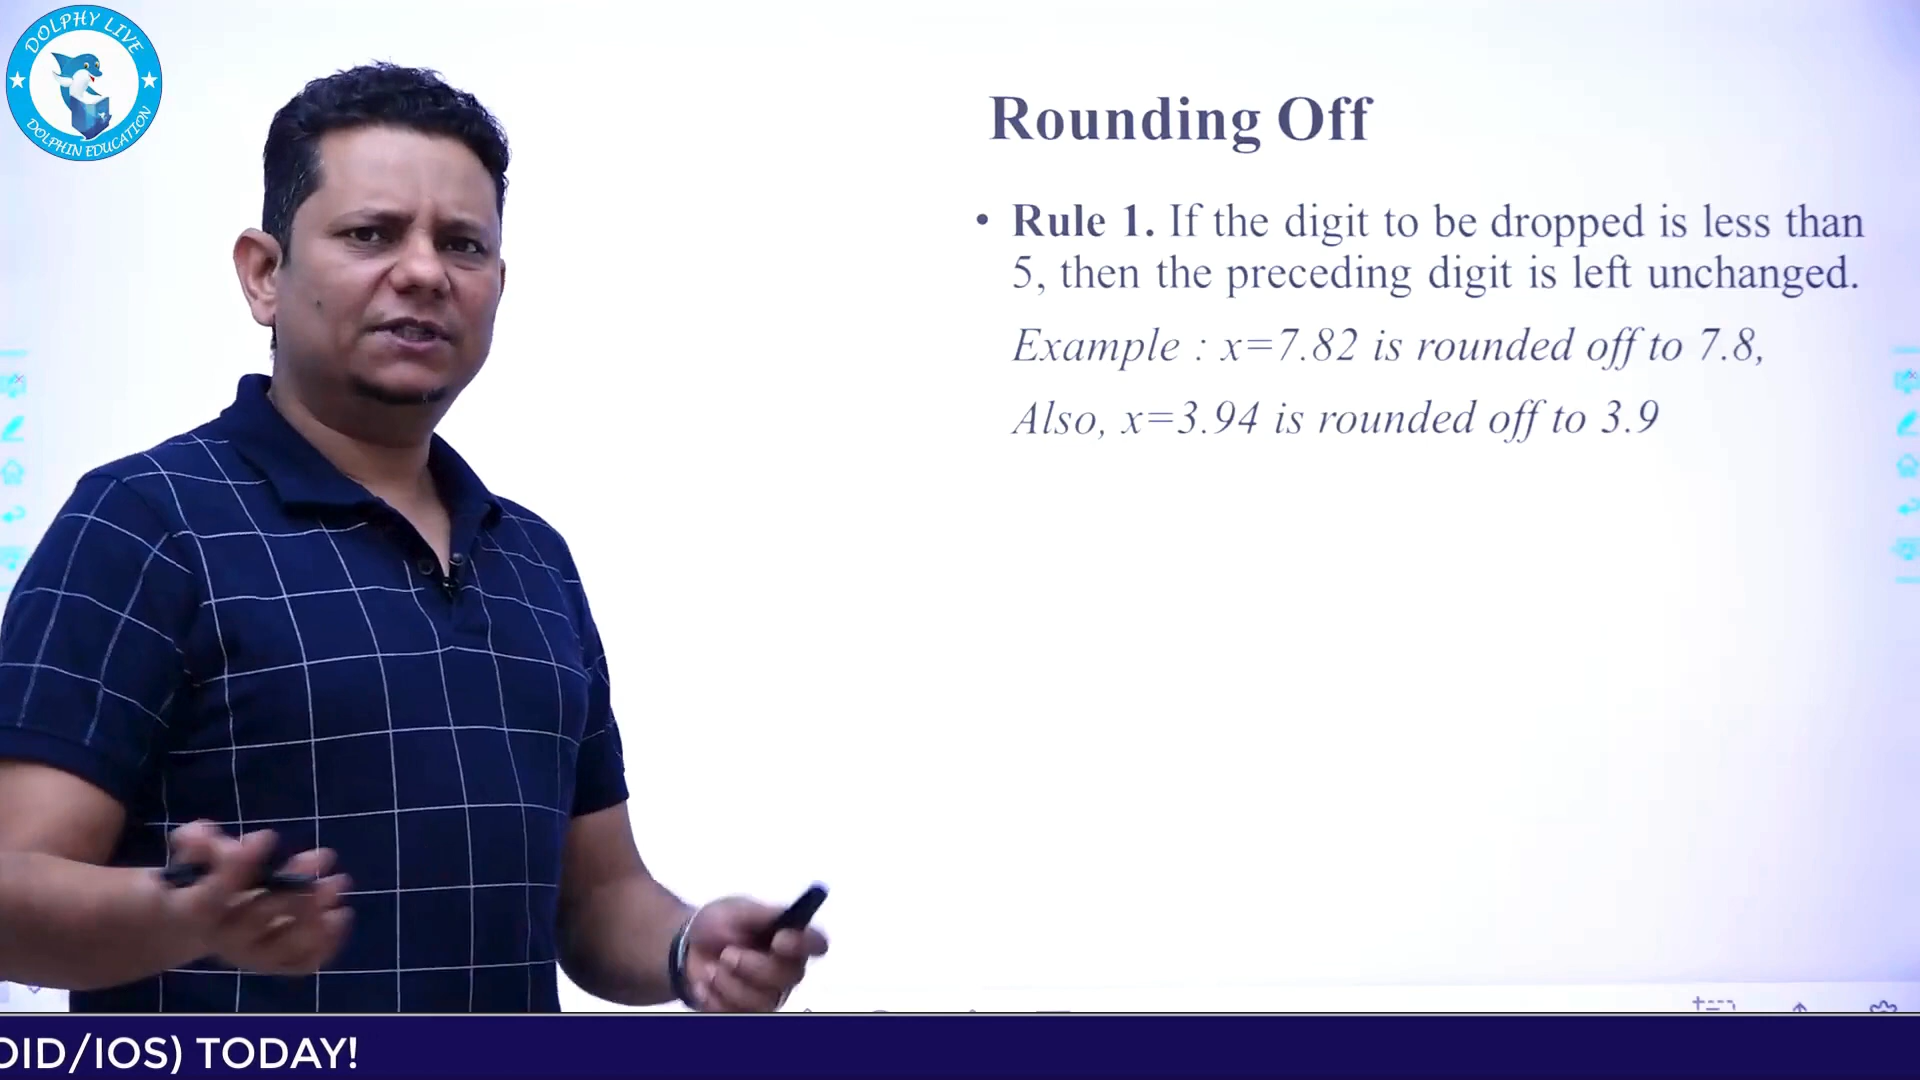 DOLPHY LIVE
DOLPHIN EDUCATION
Rounding Off
• Rule 1. If the digit to be dropped is less than
5, then the preceding digit is left unchanged.
Example : x=7.82 is rounded off to 7.8,
Also, x=3.94 is rounded off to 3.9
OID/IOS) TODAY!